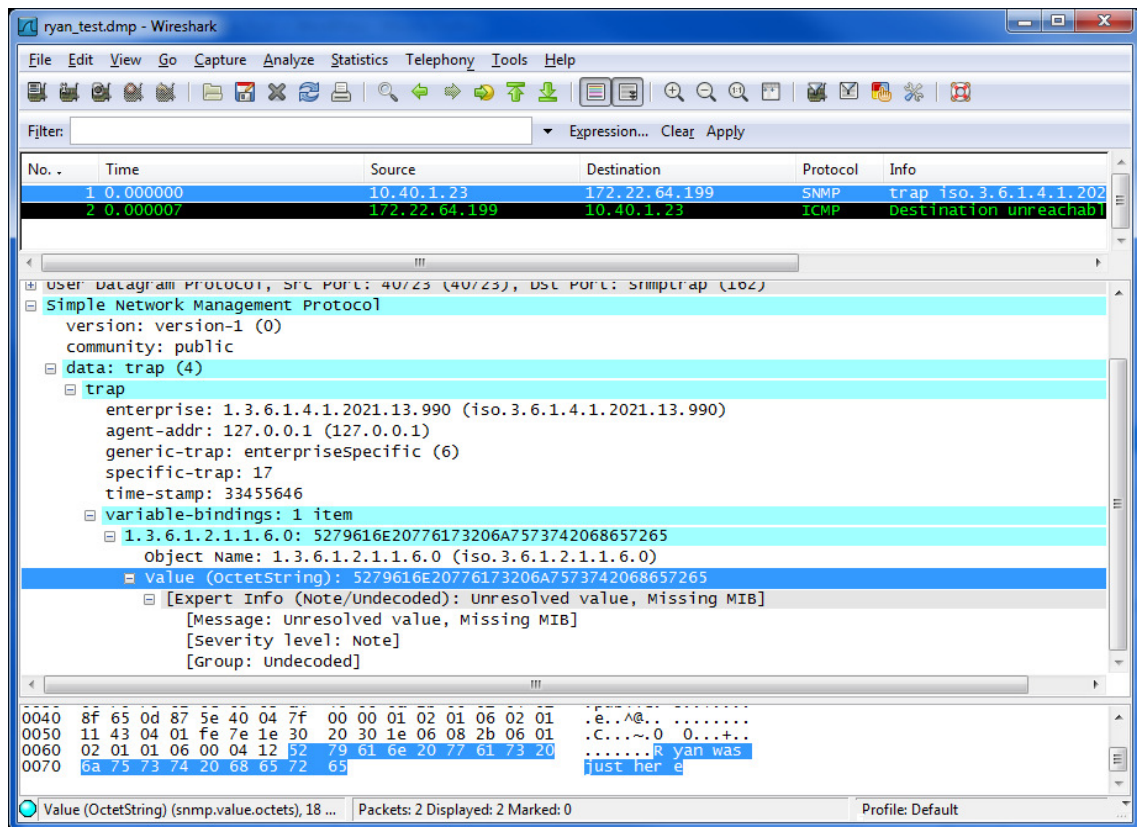 ryan_test.dmp - Wireshark
File Edit View Go Capture Analyze Statistics Telephony Tools Help
Filter: Expression... Clear Apply
No. . Time Source Destination Protocol Info
1 0.000000 10.40.1.23 172.22.64.199 SNMP trap iso.3.6.1.4.1.202
2 0.000007 172.22.64.199 10.40.1.23 ICMP Destination unreachabl
User Datagram Protocol, Src Port: 40723 (40723), Dst Port: snmptrap (162)
Simple Network Management Protocol
version: version-1 (0)
community: public
data: trap (4)
trap
enterprise: 1.3.6.1.4.1.2021.13.990 (iso.3.6.1.4.1.2021.13.990)
agent-addr: 127.0.0.1 (127.0.0.1)
generic-trap: enterpriseSpecific (6)
specific-trap: 17
time-stamp: 33455646
variable-bindings: 1 item
1.3.6.1.2.1.1.6.0: 5279616E20776173206A7573742068657265
Object Name: 1.3.6.1.2.1.1.6.0 (iso.3.6.1.2.1.1.6.0)
Value (OctetString): 5279616E20776173206A7573742068657265
[Expert Info (Note/Undecoded): Unresolved value, Missing MIB]
[Message: Unresolved value, Missing MIB]
[Severity level: Note]
[Group: Undecoded]
0040 8f 65 0d 87 5e 40 04 7f 00 00 01 02 01 06 02 01 .e..^@.. ........
0050 11 43 04 01 fe 7e 1e 30 20 30 1e 06 08 2b 06 01 .C...~.0 0...+..
0060 02 01 01 06 00 04 12 52 79 61 6e 20 77 61 73 20 .......R yan was
0070 6a 75 73 74 20 68 65 72 65 just her e
Value (OctetString) (snmp.value.octets), 18 ... Packets: 2 Displayed: 2 Marked: 0 Profile: Default